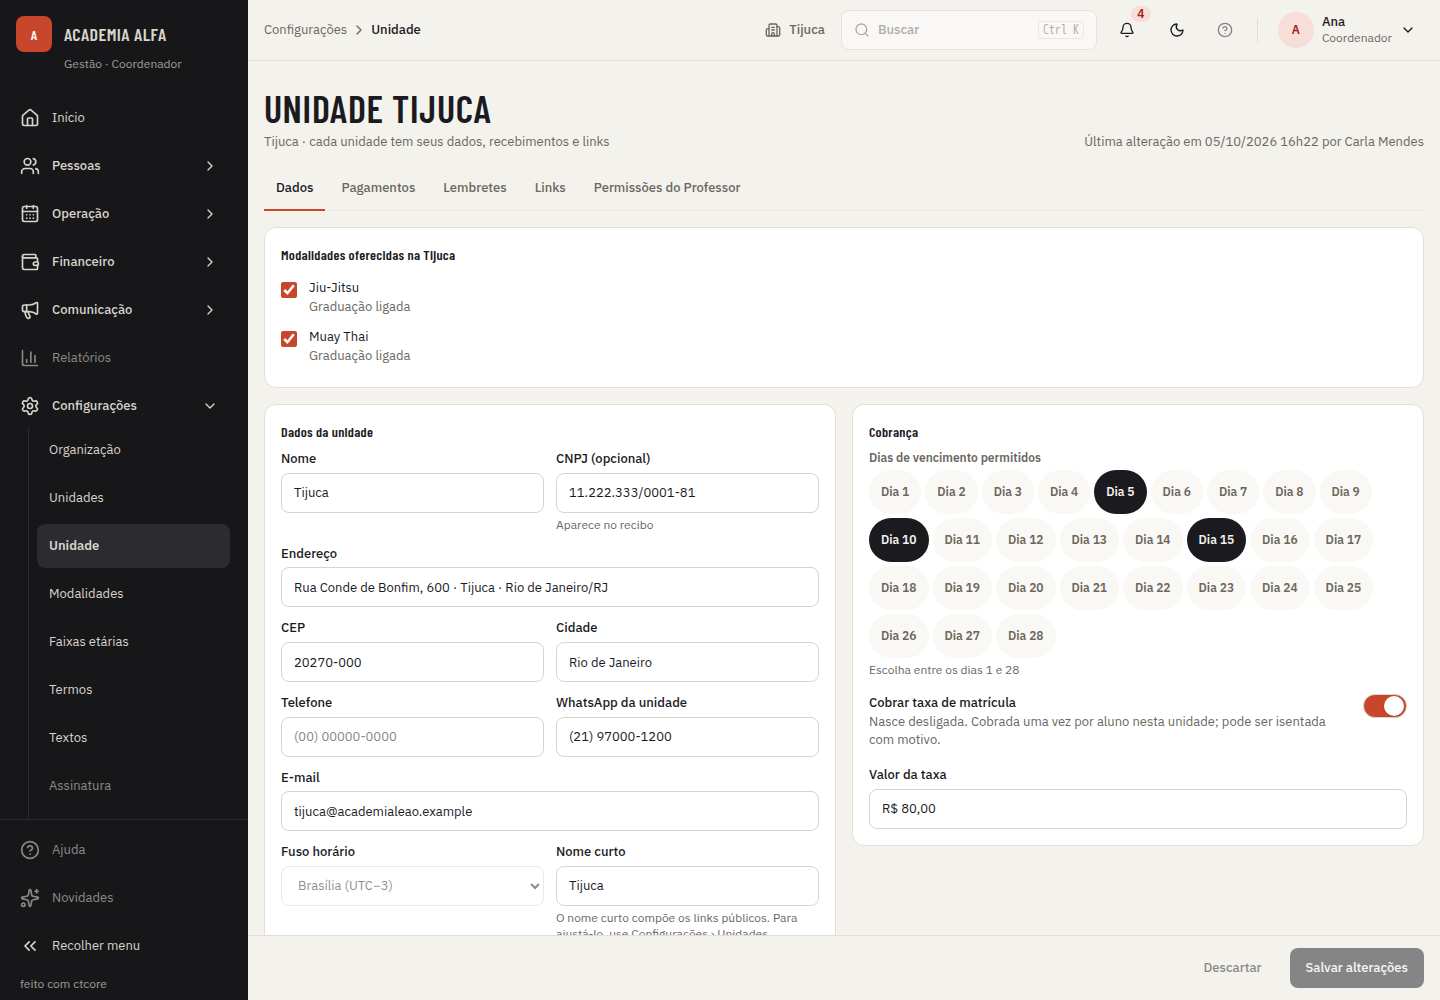 A
ACADEMIA ALFA
Gestão · Coordenador
Início
Pessoas
Operação
Financeiro
Comunicação
Relatórios
Configurações
Organização
Unidades
Unidade
Modalidades
Faixas etárias
Termos
Textos
Assinatura
Ajuda
Novidades
Recolher menu
feito com ctcore
Configurações > Unidade
Tijuca
Buscar
Ctrl K
4
A
Ana
Coordenador
UNIDADE TIJUCA
Tijuca · cada unidade tem seus dados, recebimentos e links
Última alteração em 05/10/2026 16h22 por Carla Mendes
Dados
Pagamentos
Lembretes
Links
Permissões do Professor
Modalidades oferecidas na Tijuca
Jiu-Jitsu
Graduação ligada
Muay Thai
Graduação ligada
Dados da unidade
Nome
CNPJ (opcional)
Tijuca
11.222.333/0001-81
Aparece no recibo
Endereço
Rua Conde de Bonfim, 600 · Tijuca · Rio de Janeiro/RJ
CEP
Cidade
20270-000
Rio de Janeiro
Telefone
WhatsApp da unidade
(00) 00000-0000
(21) 97000-1200
E-mail
tijuca@academialeao.example
Fuso horário
Nome curto
Brasília (UTC−3)
Tijuca
O nome curto compõe os links públicos. Para
ajustá-lo, use Configurações › Unidades
Cobrança
Dias de vencimento permitidos
Dia 1 Dia 2 Dia 3 Dia 4 Dia 5 Dia 6 Dia 7 Dia 8 Dia 9
Dia 10 Dia 11 Dia 12 Dia 13 Dia 14 Dia 15 Dia 16 Dia 17
Dia 18 Dia 19 Dia 20 Dia 21 Dia 22 Dia 23 Dia 24 Dia 25
Dia 26 Dia 27 Dia 28
Escolha entre os dias 1 e 28
Cobrar taxa de matrícula
Nasce desligada. Cobrada uma vez por aluno nesta unidade; pode ser isentada
com motivo.
Valor da taxa
R$ 80,00
Descartar
Salvar alterações